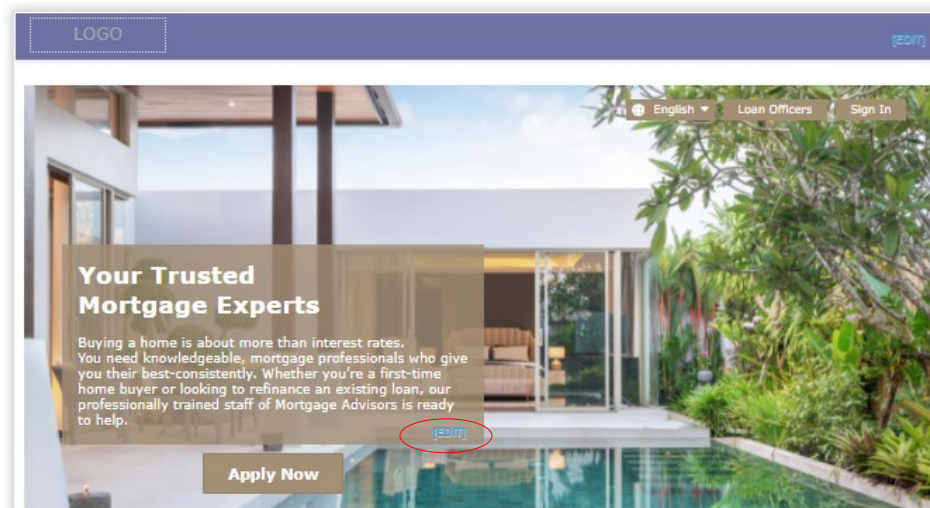 LOGO
[EDIT]
English
Loan Officers
Sign In
Your Trusted
Mortgage Experts
Buying a home is about more than interest rates.
You need knowledgeable, mortgage professionals who give
you their best-consistently. Whether you're a first-time
home buyer or looking to refinance an existing loan, our
professionally trained staff of Mortgage Advisors is ready
to help.
[EDIT]
Apply Now